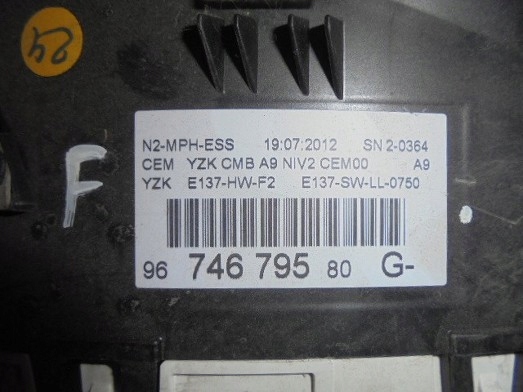 24
F
N2-MPH-ESS 19:07:2012 SN 2-0364
CEM YZK CMB A9 NIV2 CEM00 A9
YZK E137-HW-F2 E137-SW-LL-0750
96 746 795 80 G-